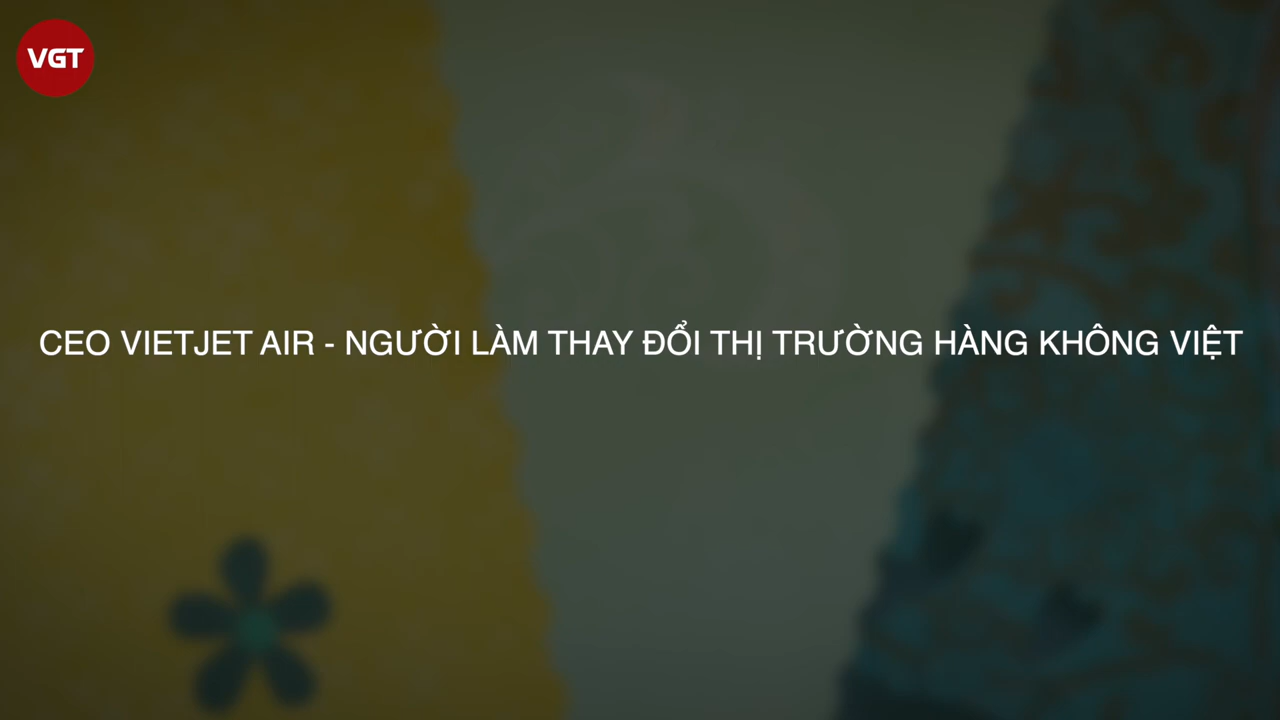 VGT
CEO VIETJET AIR - NGƯỜI LÀM THAY ĐỔI THỊ TRƯỜNG HÀNG KHÔNG VIỆT